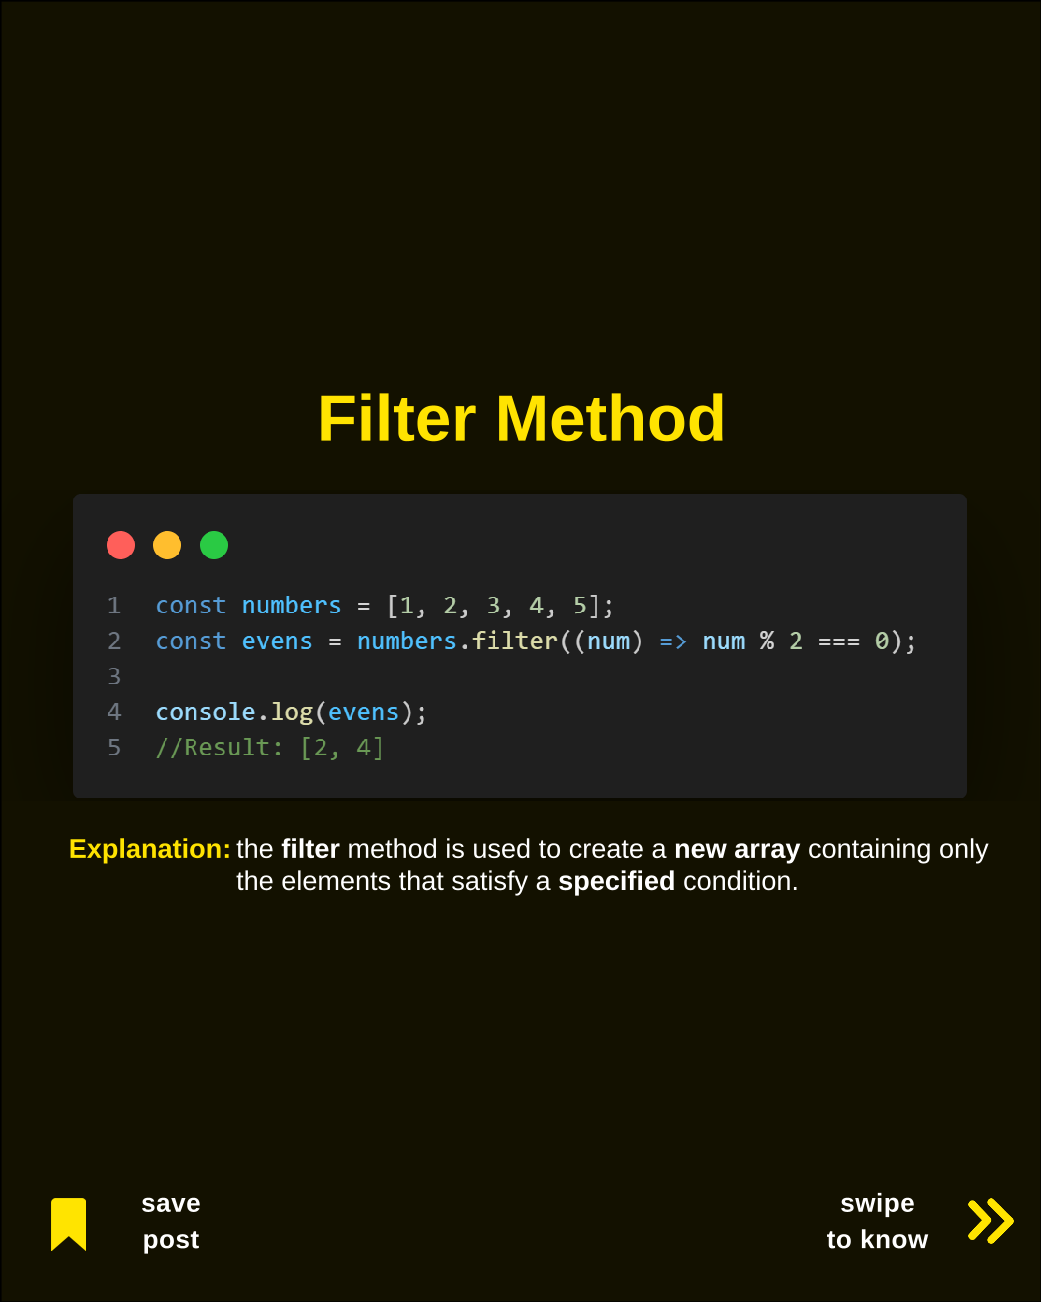 Filter Method
1 const numbers = [1, 2, 3, 4, 5];
2 const evens = numbers.filter((num) => num % 2 === 0);
3
4 console.log(evens);
5 //Result: [2, 4]
Explanation: the filter method is used to create a new array containing only
the elements that satisfy a specified condition.
save
post
swipe
to know